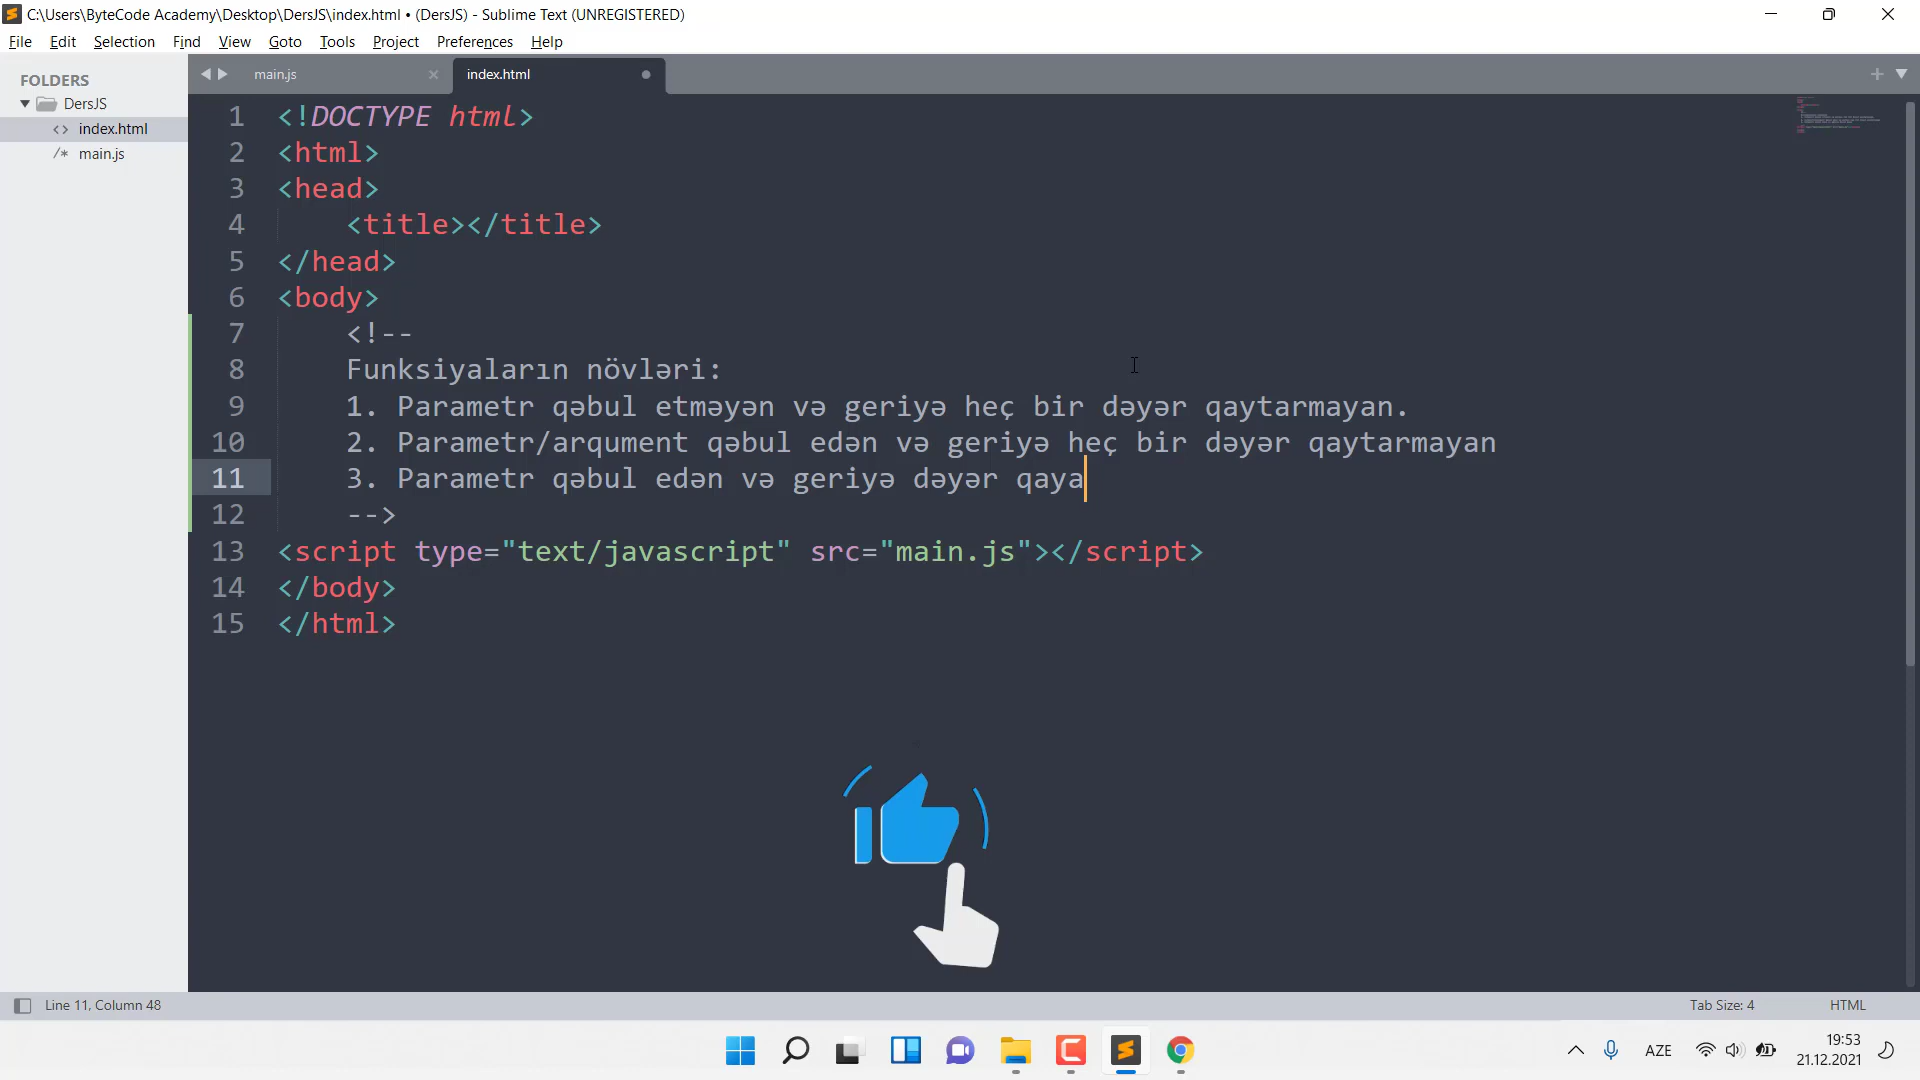 C:\Users\ByteCode Academy\Desktop\DersJS\index.html • (DersJS) - Sublime Text (UNREGISTERED)
File Edit Selection Find View Goto Tools Project Preferences Help
FOLDERS
DersJS
<> index.html
/* main.js
main.js
index.html
1 <!DOCTYPE html>
2 <html>
3 <head>
4 <title></title>
5 </head>
6 <body>
7 <!--
8 Funksiyaların növləri:
9 1. Parametr qəbul etməyən və geriyə heç bir dəyər qaytarmayan.
10 2. Parametr/arqument qəbul edən və geriyə heç bir dəyər qaytarmayan
11 3. Parametr qəbul edən və geriyə dəyər qaya
12 -->
13 <script type="text/javascript" src="main.js"></script>
14 </body>
15 </html>
Line 11, Column 48
Tab Size: 4
HTML
AZE
19:53
21.12.2021